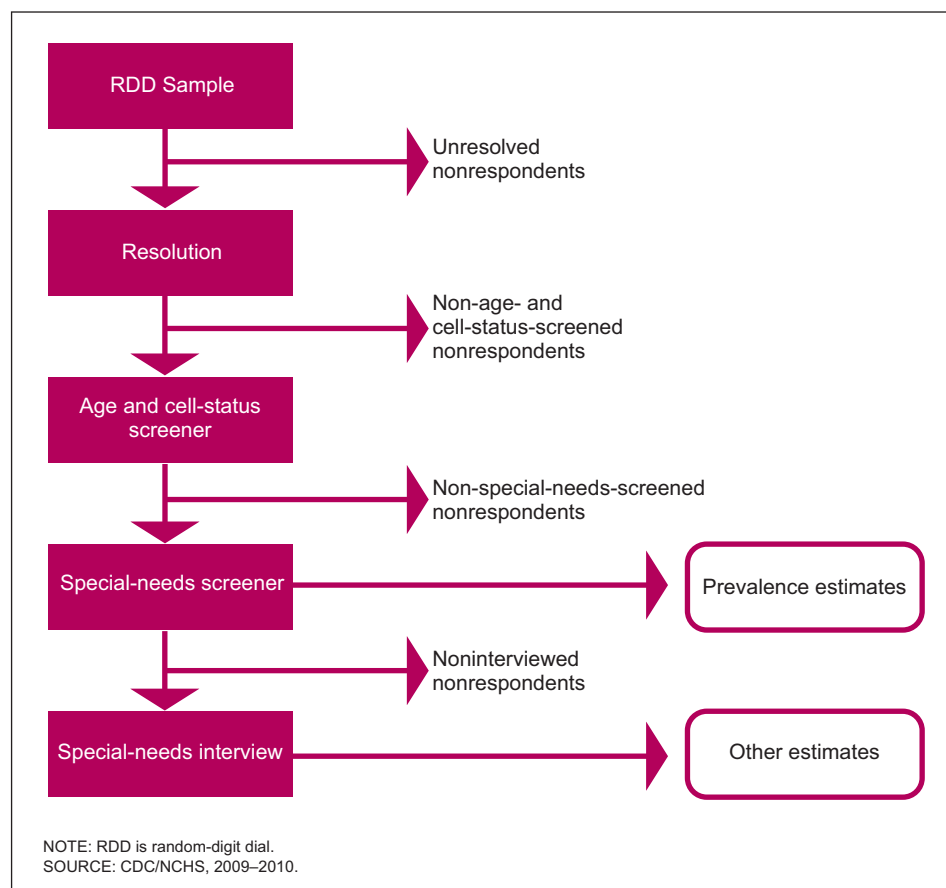 RDD Sample
Unresolved
nonrespondents
Resolution
Non-age- and
cell-status-screened
nonrespondents
Age and cell-status
screener
Non-special-needs-screened
nonrespondents
Special-needs screener
Prevalence estimates
Noninterviewed
nonrespondents
Special-needs interview
Other estimates
NOTE: RDD is random-digit dial.
SOURCE: CDC/NCHS, 2009–2010.